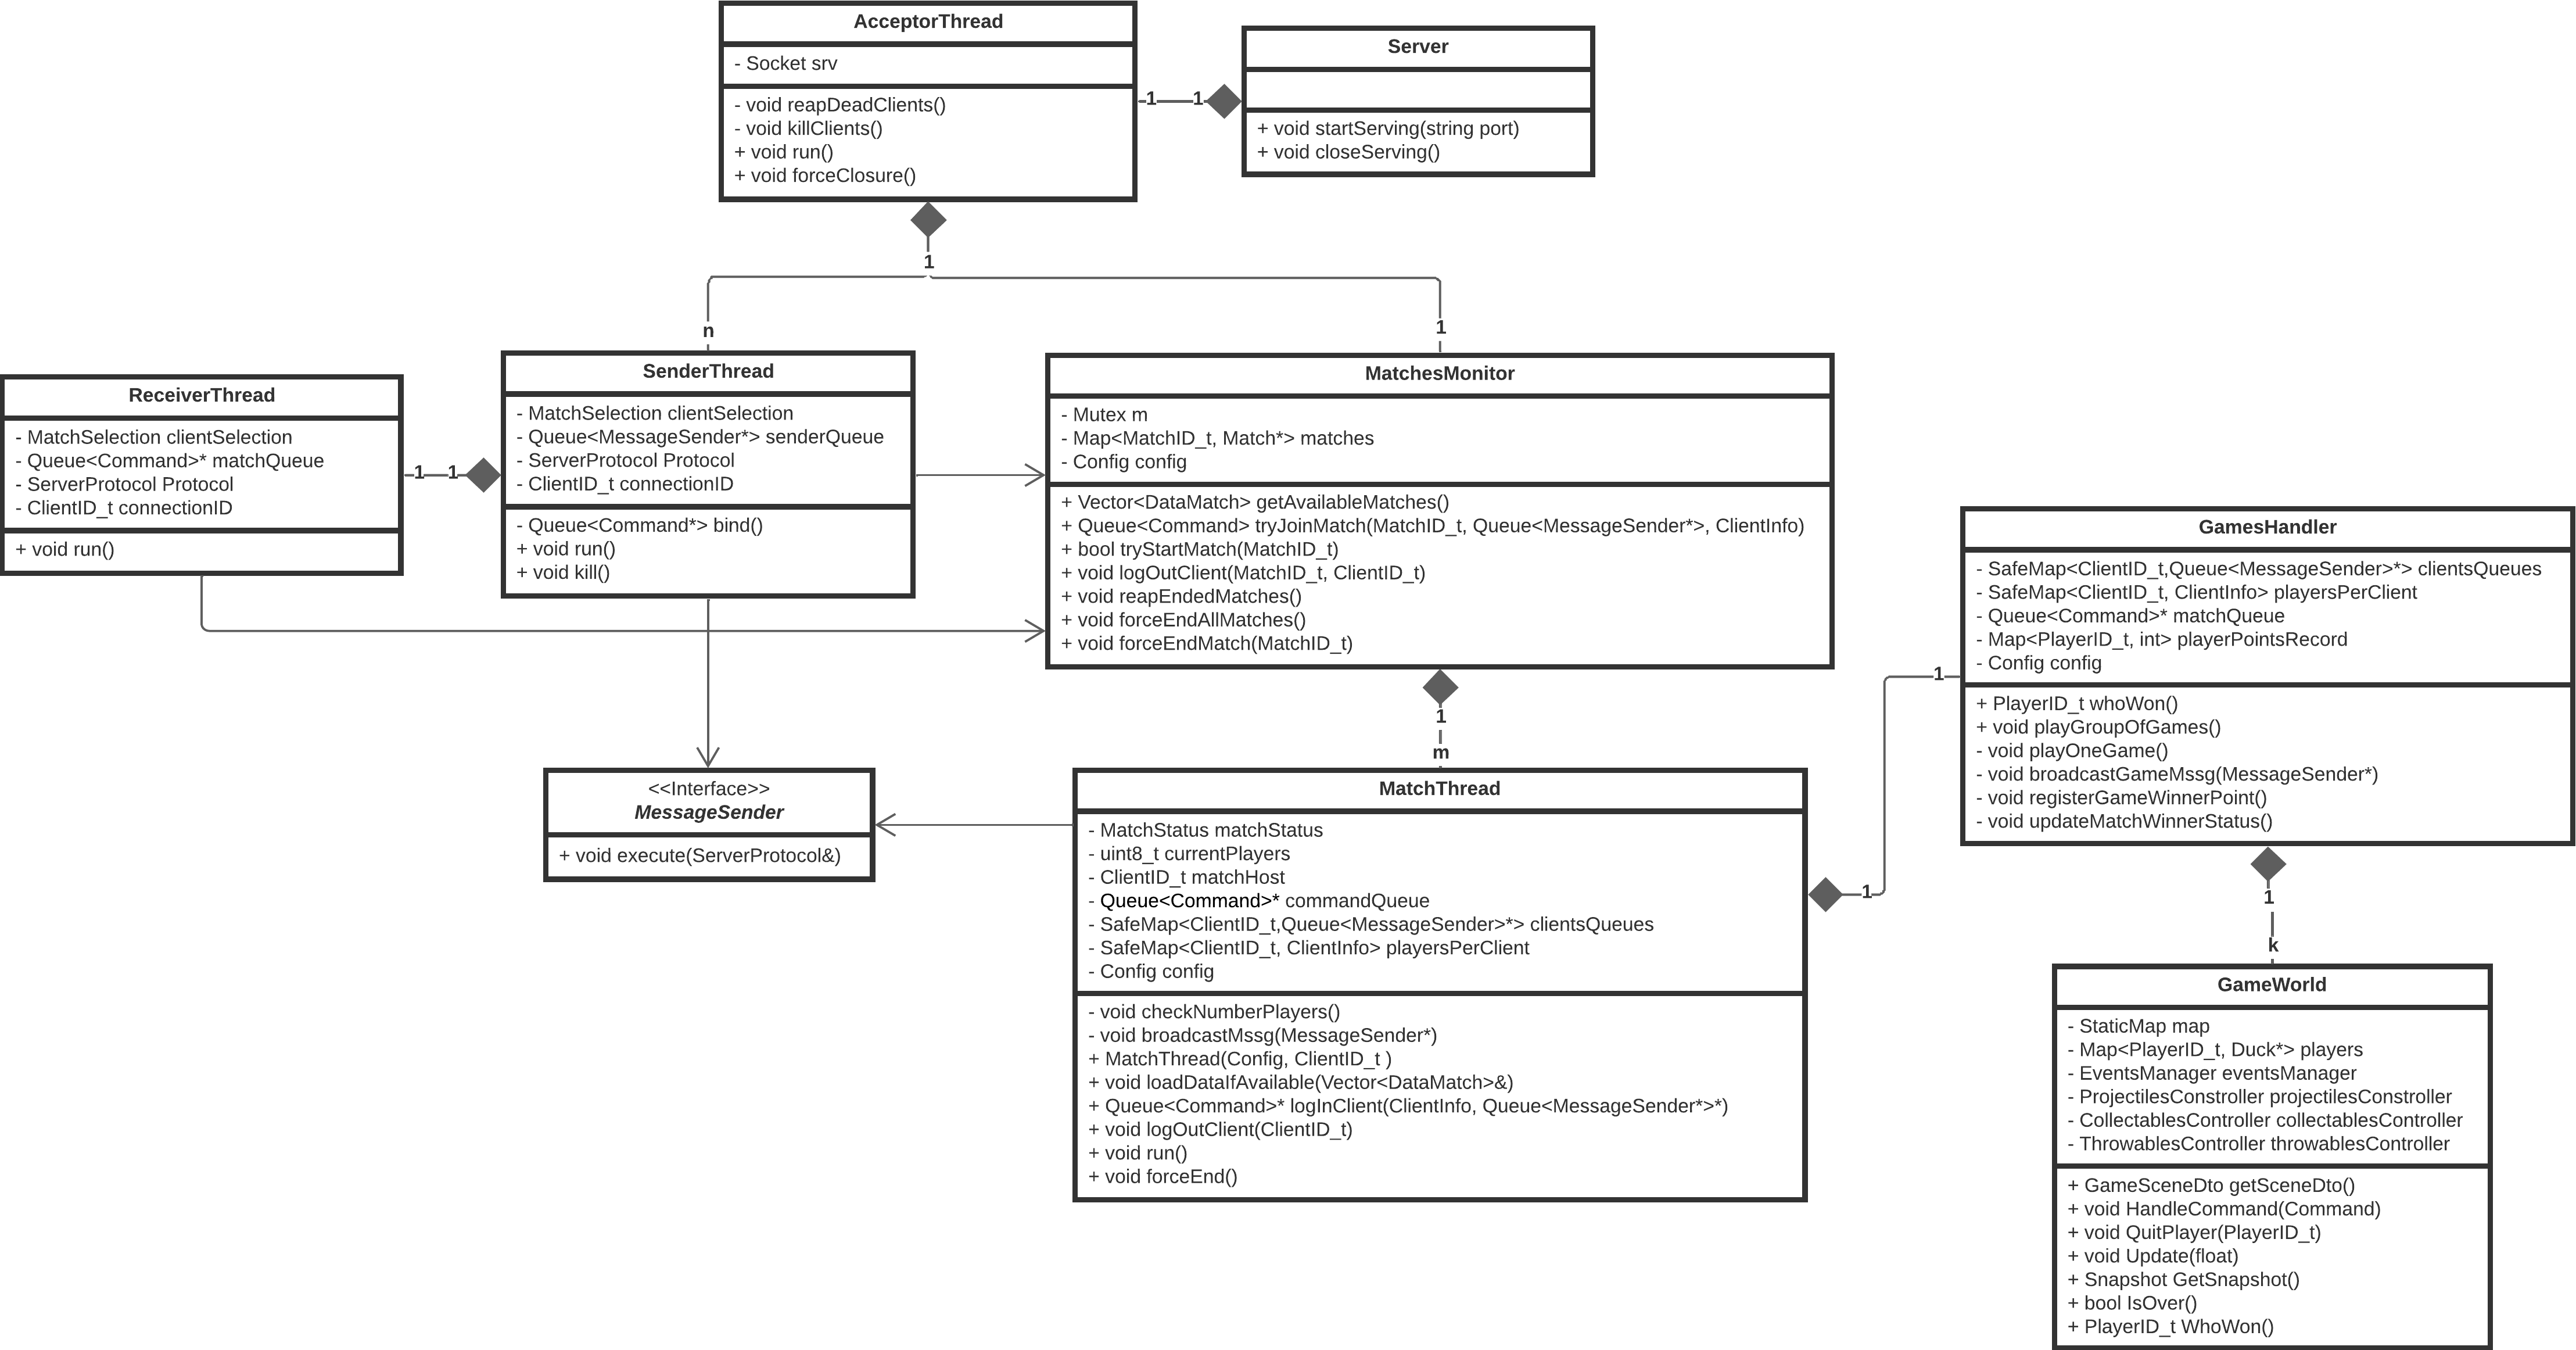 AcceptorThread
- Socket srv
- void reapDeadClients()
- void killClients()
+ void run()
+ void forceClosure()
1
1
Server
+ void startServing(string port)
+ void closeServing()
1
n
1
ReceiverThread
- MatchSelection clientSelection
- Queue<Command>* matchQueue
- ServerProtocol Protocol
- ClientID_t connectionID
+ void run()
1
1
SenderThread
- MatchSelection clientSelection
- Queue<MessageSender*> senderQueue
- ServerProtocol Protocol
- ClientID_t connectionID
- Queue<Command*> bind()
+ void run()
+ void kill()
MatchesMonitor
- Mutex m
- Map<MatchID_t, Match*> matches
- Config config
+ Vector<DataMatch> getAvailableMatches()
+ Queue<Command> tryJoinMatch(MatchID_t, Queue<MessageSender*>, ClientInfo)
+ bool tryStartMatch(MatchID_t)
+ void logOutClient(MatchID_t, ClientID_t)
+ void reapEndedMatches()
+ void forceEndAllMatches()
+ void forceEndMatch(MatchID_t)
1
m
<<Interface>>
MessageSender
+ void execute(ServerProtocol&)
MatchThread
- MatchStatus matchStatus
- uint8_t currentPlayers
- ClientID_t matchHost
- Queue<Command>* commandQueue
- SafeMap<ClientID_t,Queue<MessageSender>*> clientsQueues
- SafeMap<ClientID_t, ClientInfo> playersPerClient
- Config config
- void checkNumberPlayers()
- void broadcastMssg(MessageSender*)
+ MatchThread(Config, ClientID_t )
+ void loadDataIfAvailable(Vector<DataMatch>&)
+ Queue<Command>* logInClient(ClientInfo, Queue<MessageSender*>*)
+ void logOutClient(ClientID_t)
+ void run()
+ void forceEnd()
1
1
GamesHandler
- SafeMap<ClientID_t,Queue<MessageSender>*> clientsQueues
- SafeMap<ClientID_t, ClientInfo> playersPerClient
- Queue<Command>* matchQueue
- Map<PlayerID_t, int> playerPointsRecord
- Config config
+ PlayerID_t whoWon()
+ void playGroupOfGames()
- void playOneGame()
- void broadcastGameMssg(MessageSender*)
- void registerGameWinnerPoint()
- void updateMatchWinnerStatus()
1
k
GameWorld
- StaticMap map
- Map<PlayerID_t, Duck*> players
- EventsManager eventsManager
- ProjectilesConstroller projectilesConstroller
- CollectablesController collectablesController
- ThrowablesController throwablesController
+ GameSceneDto getSceneDto()
+ void HandleCommand(Command)
+ void QuitPlayer(PlayerID_t)
+ void Update(float)
+ Snapshot GetSnapshot()
+ bool IsOver()
+ PlayerID_t WhoWon()